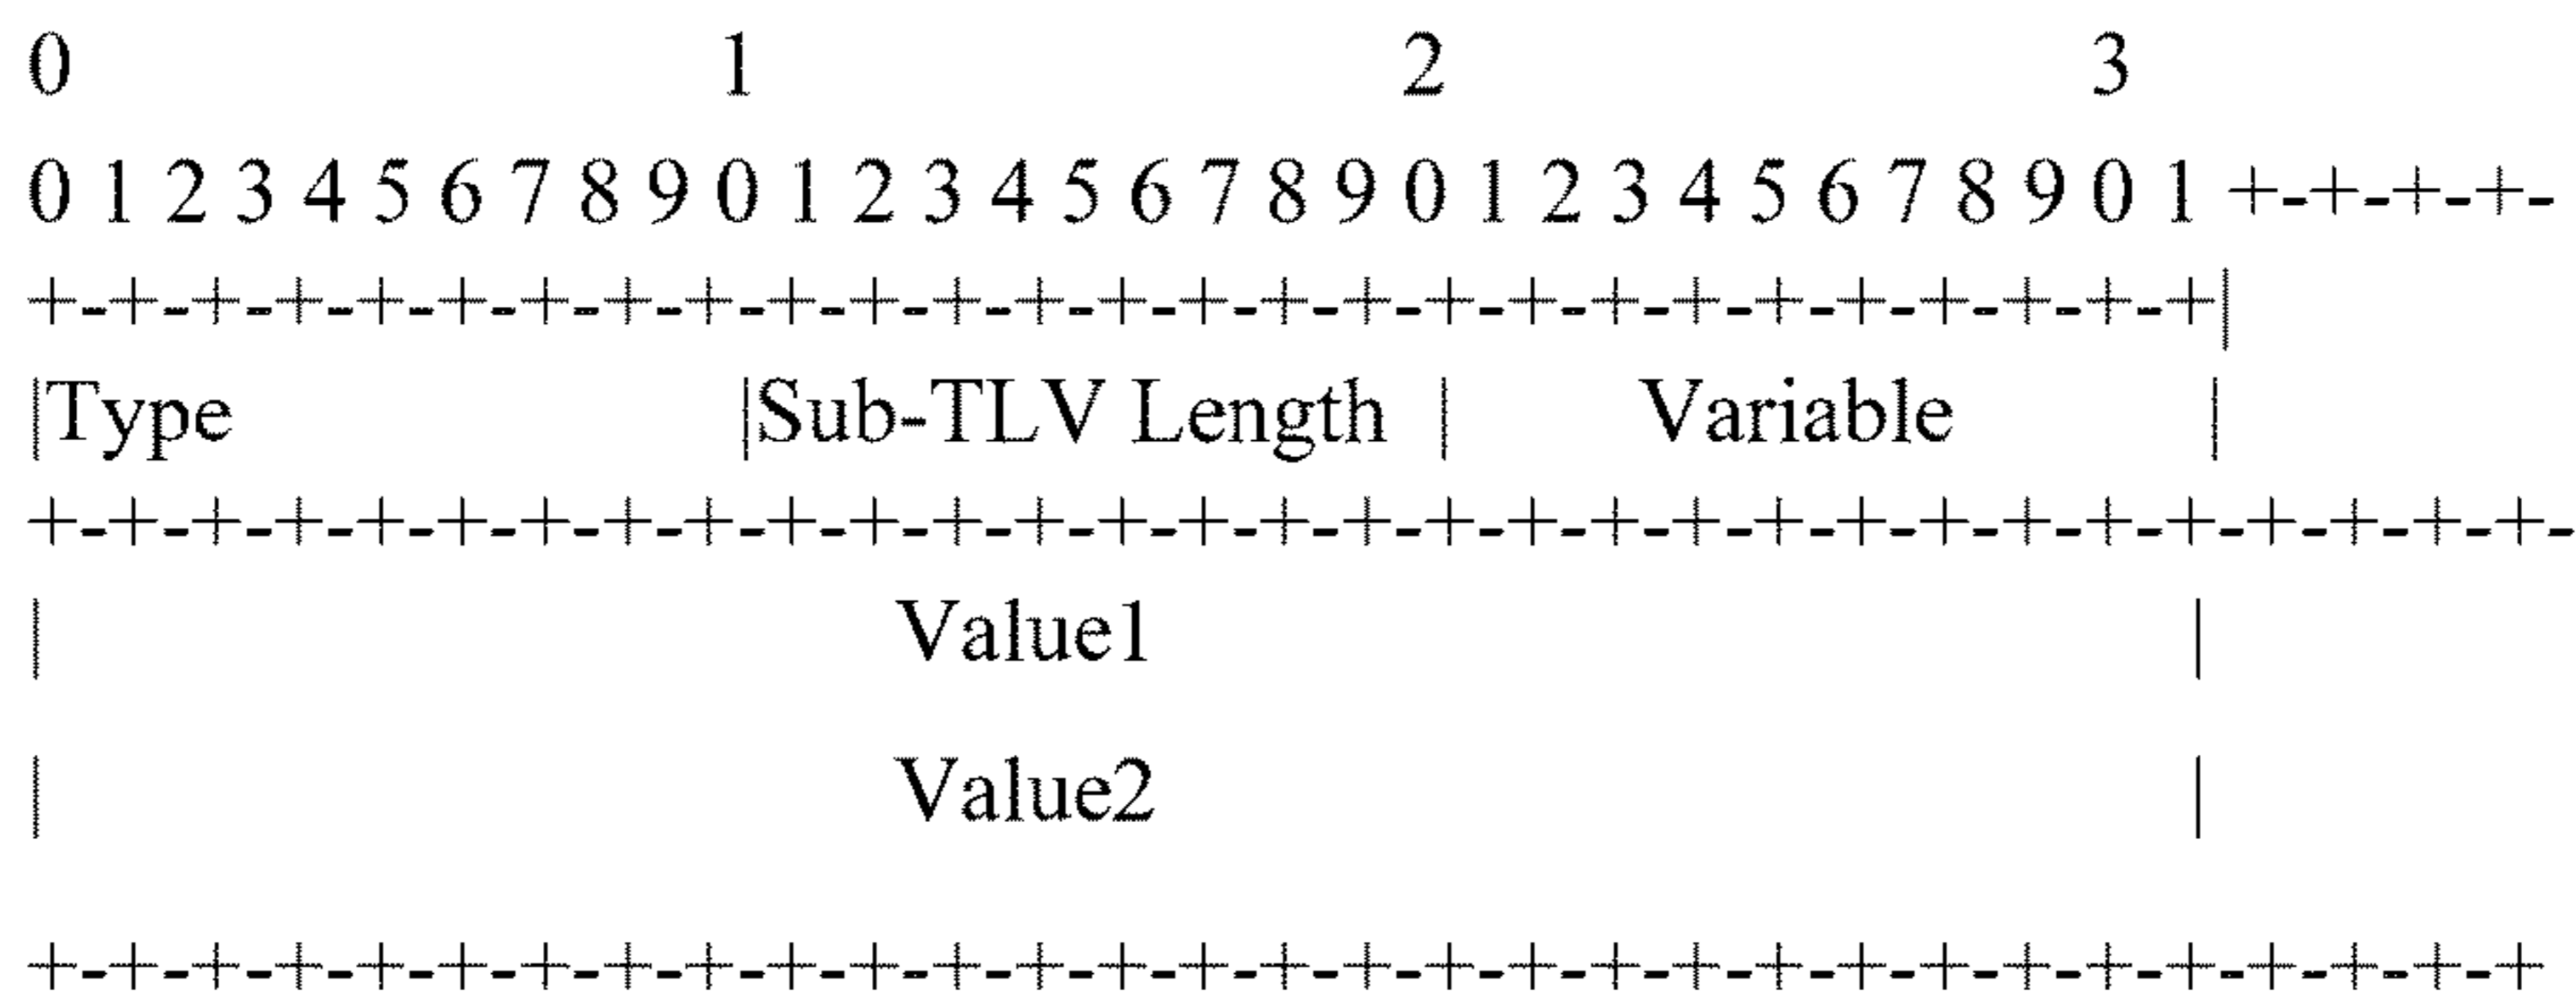 0 1 2 3
0 1 2 3 4 5 6 7 8 9 0 1 2 3 4 5 6 7 8 9 0 1 2 3 4 5 6 7 8 9 0 1 +-+-+-+-
+-+-+-+-+-+-+-+-+-+-+-+-+-+-+-+-+-+-+-+-+-+-+-+-+-+-+|
|Type |Sub-TLV Length | Variable |
+-+-+-+-+-+-+-+-+-+-+-+-+-+-+-+-+-+-+-+-+-+-+-+-+-+-+-+-+-+-+-
| Value1 |
| Value2 |
+-+-+-+-+-+-+-+-+-+-+-+-+-+-+-+-+-+-+-+-+-+-+-+-+-+-+-+-+-+-+